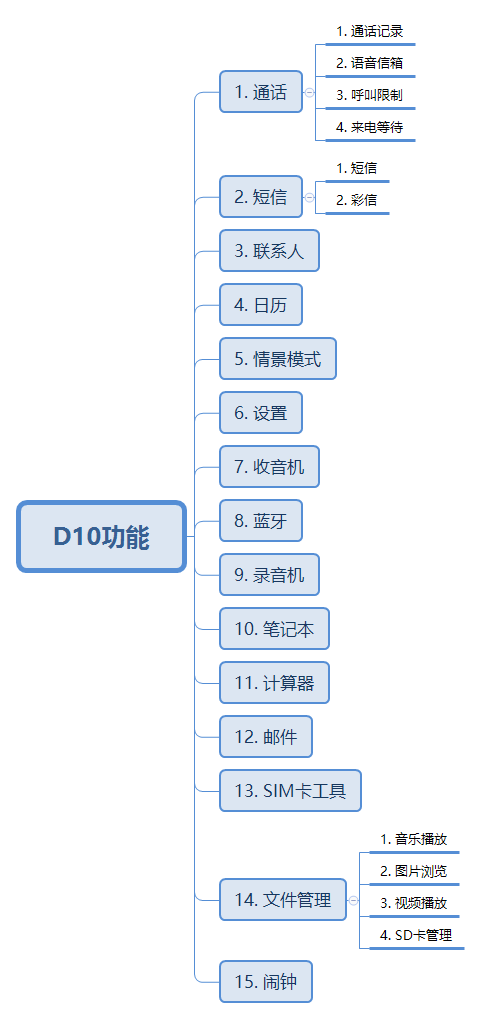 D10功能
1. 通话
1. 通话记录
2. 语音信箱
3. 呼叫限制
4. 来电等待
2. 短信
1. 短信
2. 彩信
3. 联系人
4. 日历
5. 情景模式
6. 设置
7. 收音机
8. 蓝牙
9. 录音机
10. 笔记本
11. 计算器
12. 邮件
13. SIM卡工具
14. 文件管理
1. 音乐播放
2. 图片浏览
3. 视频播放
4. SD卡管理
15. 闹钟